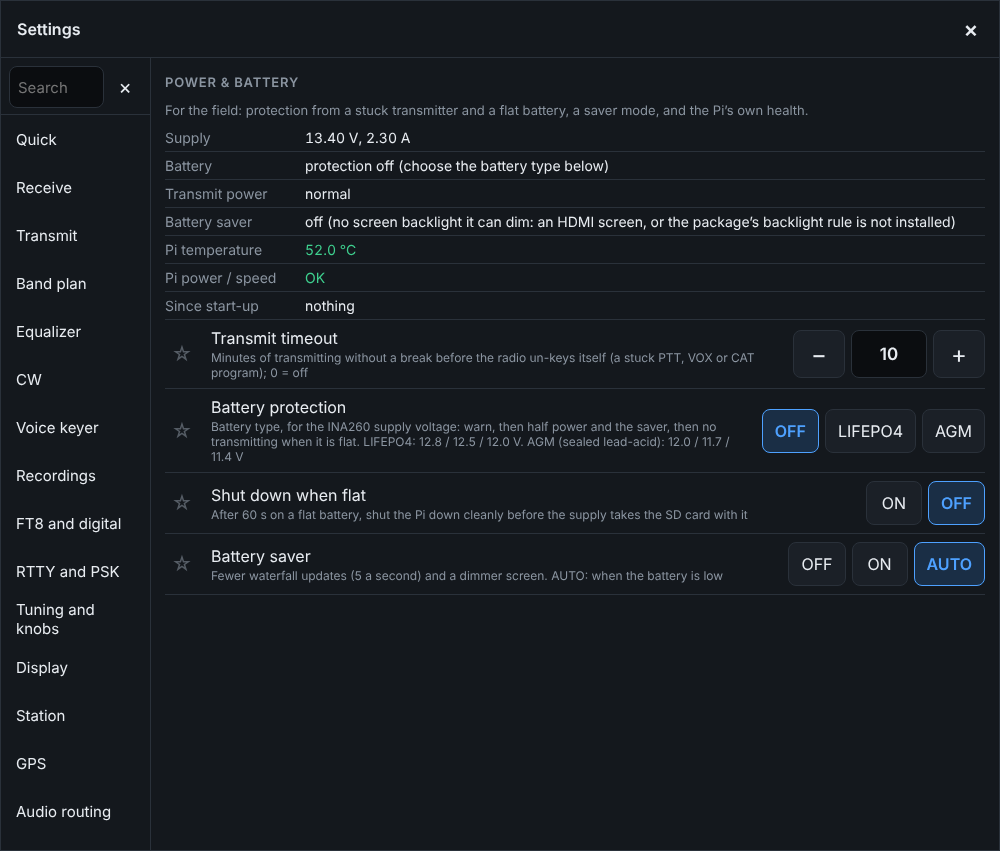 Settings
×
Search
×
Quick
Receive
Transmit
Band plan
Equalizer
CW
Voice keyer
Recordings
FT8 and digital
RTTY and PSK
Tuning and
knobs
Display
Station
GPS
Audio routing
POWER & BATTERY
For the field: protection from a stuck transmitter and a flat battery, a saver mode, and the Pi’s own health.
Supply 13.40 V, 2.30 A
Battery protection off (choose the battery type below)
Transmit power normal
Battery saver off (no screen backlight it can dim: an HDMI screen, or the package’s backlight rule is not installed)
Pi temperature 52.0 °C
Pi power / speed OK
Since start-up nothing
Transmit timeout
Minutes of transmitting without a break before the radio un-keys itself (a stuck PTT, VOX or CAT
program); 0 = off
– 10 +
Battery protection
Battery type, for the INA260 supply voltage: warn, then half power and the saver, then no
transmitting when it is flat. LIFEPO4: 12.8 / 12.5 / 12.0 V. AGM (sealed lead-acid): 12.0 / 11.7 /
11.4 V
OFF LIFEPO4 AGM
Shut down when flat
After 60 s on a flat battery, shut the Pi down cleanly before the supply takes the SD card with it
ON OFF
Battery saver
Fewer waterfall updates (5 a second) and a dimmer screen. AUTO: when the battery is low
OFF ON AUTO